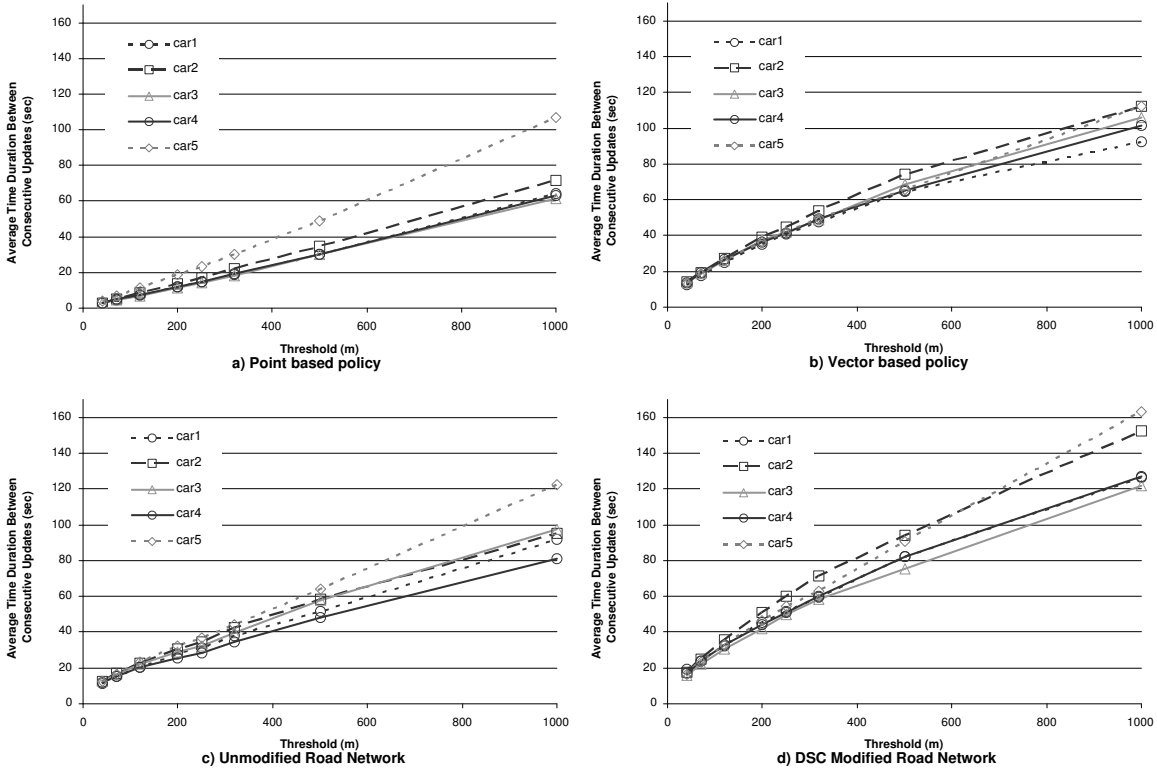 160
140
120
100
80
60
40
20
0
0 200 400 600 800 1000
Average Time Duration Between
Consecutive Updates (sec)
car1
car2
car3
car4
car5
Threshold (m)
a) Point based policy
160
140
120
100
80
60
40
20
0
0 200 400 600 800 1000
Average Time Duration Between
Consecutive Updates (sec)
car1
car2
car3
car4
car5
Threshold (m)
b) Vector based policy
160
140
120
100
80
60
40
20
0
0 200 400 600 800 1000
Average Time Duration Between
Consecutive Updates (sec)
car1
car2
car3
car4
car5
Threshold (m)
c) Unmodified Road Network
160
140
120
100
80
60
40
20
0
0 200 400 600 800 1000
Average Time Duration Between
Consecutive Updates (sec)
car1
car2
car3
car4
car5
Threshold (m)
d) DSC Modified Road Network